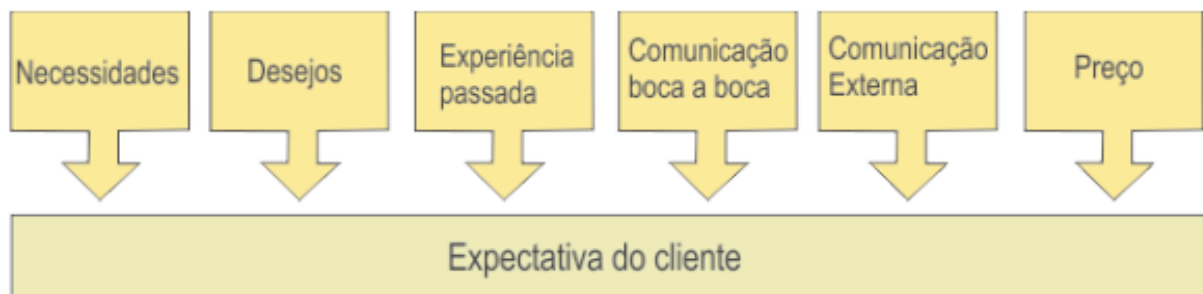 Necessidades
Desejos
Experiência
passada
Comunicação
boca a boca
Comunicação
Externa
Preço
Expectativa do cliente